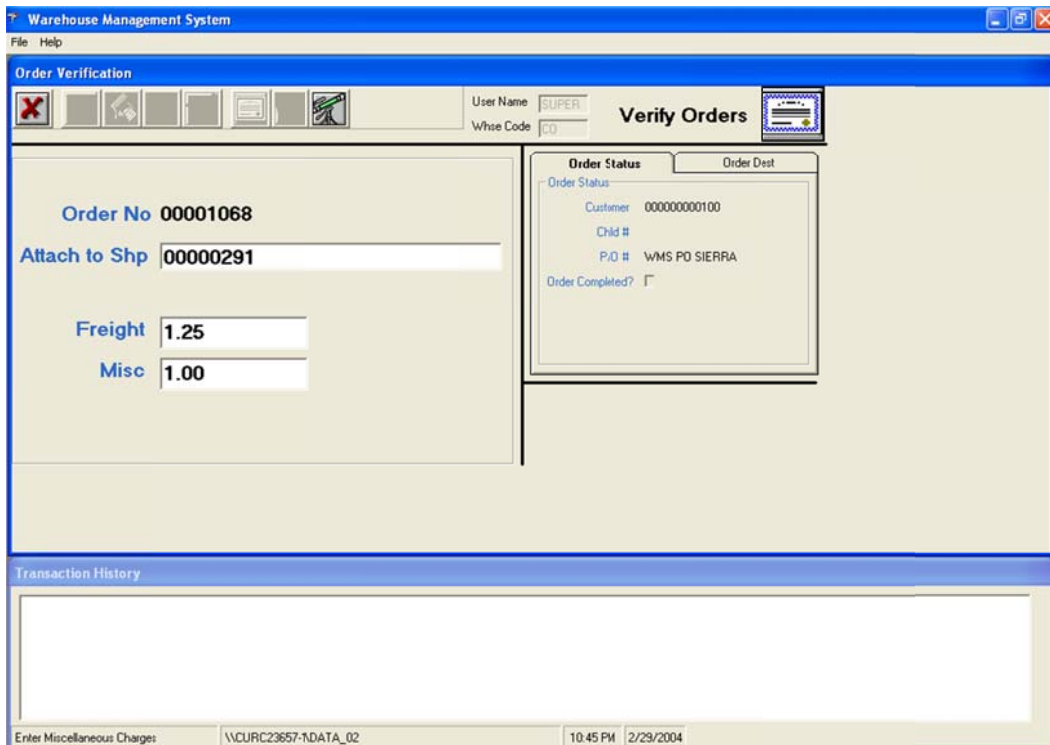 Warehouse Management System
File Help
Order Verification
User Name SUPER
Whse Code CO
Verify Orders
Order No 00001068
Attach to Shp 00000291
Freight 1.25
Misc 1.00
Order Status Order Dest
Order Status
Customer 000000000100
Chld #
P/O # WMS PO SIERRA
Order Completed?
Transaction History
Enter Miscellaneous Charges \\CURC23657-1\DATA_02 10:45 PM 2/29/2004